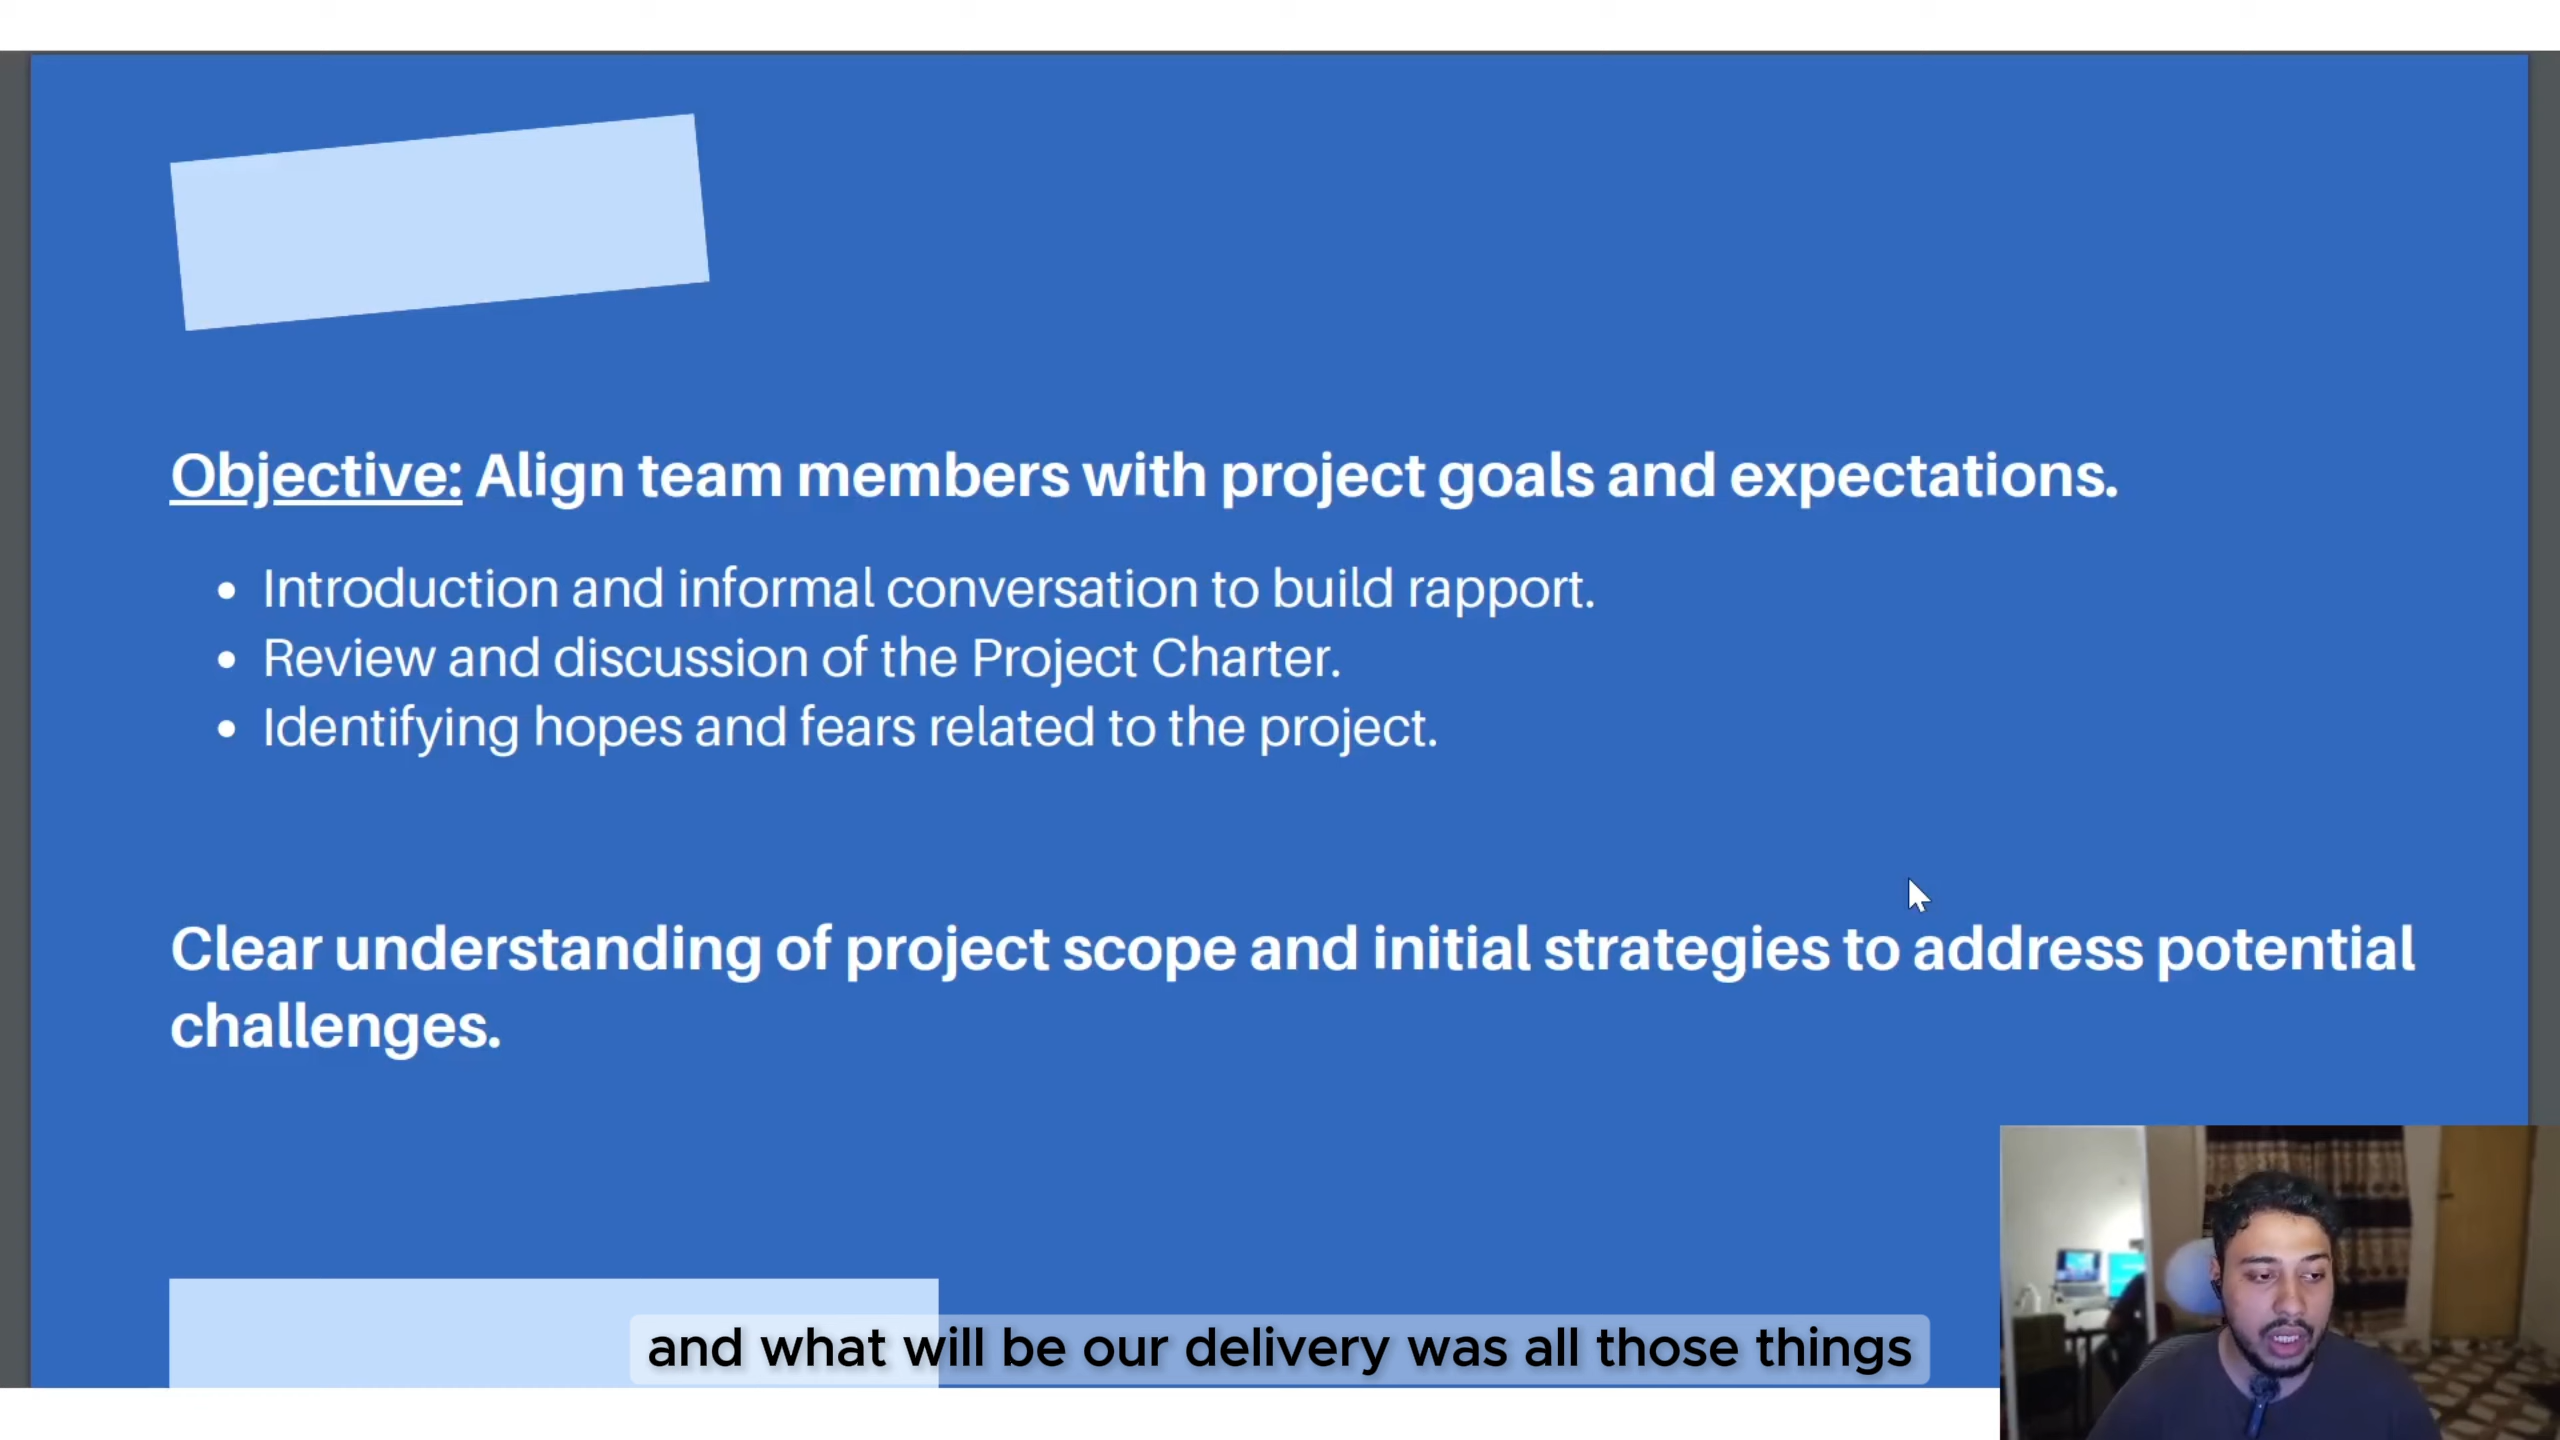 Objective: Align team members with project goals and expectations.
• Introduction and informal conversation to build rapport.
• Review and discussion of the Project Charter.
• Identifying hopes and fears related to the project.
Clear understanding of project scope and initial strategies to address potential
challenges.
and what will be our delivery was all those things